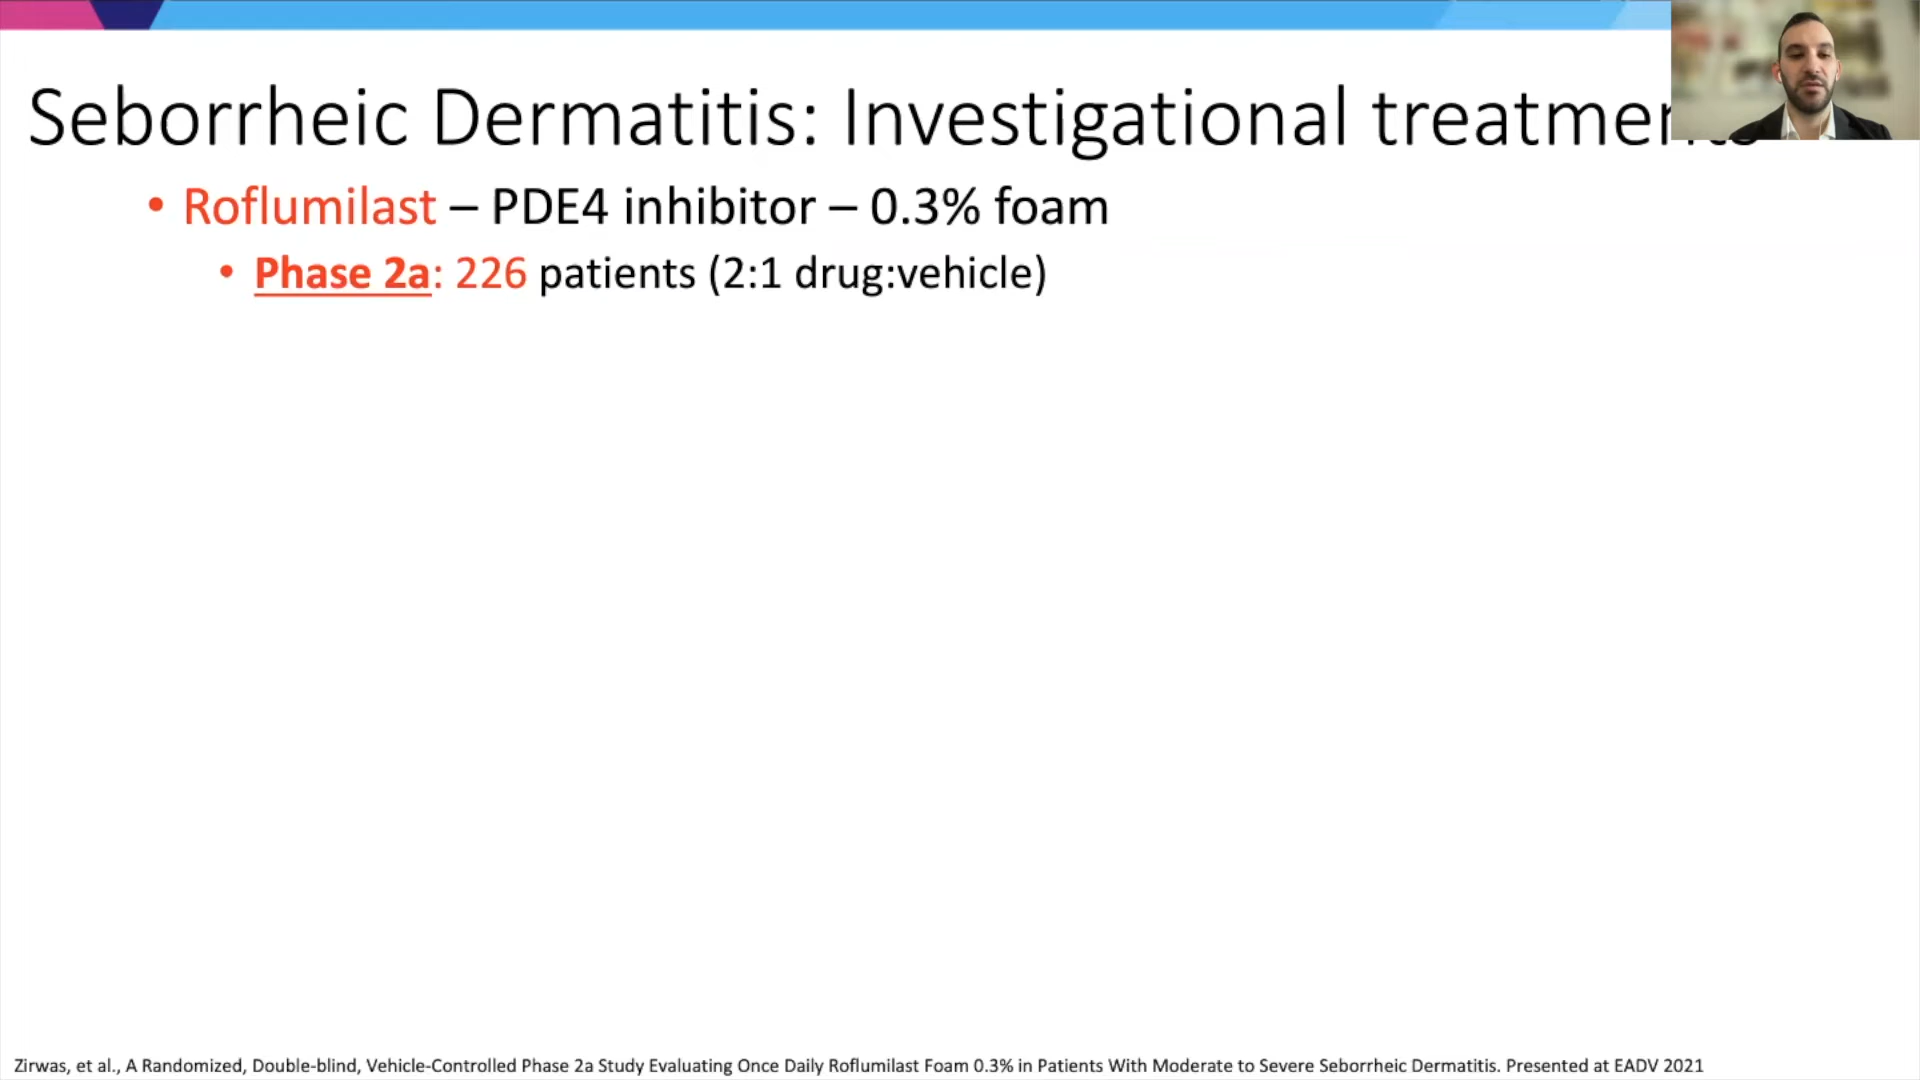 Seborrheic Dermatitis: Investigational
• Roflumilast – PDE4 inhibitor – 0.3% foam
• Phase 2a: 226 patients (2:1 drug:vehicle)
Zirwas, et al., A Randomized, Double-blind, Vehicle-Controlled Phase 2a Study Evaluating Once Daily Roflumilast Foam 0.3% in Patients With Moderate to Severe Seborrheic Dermatitis. Presented at EADV 2021